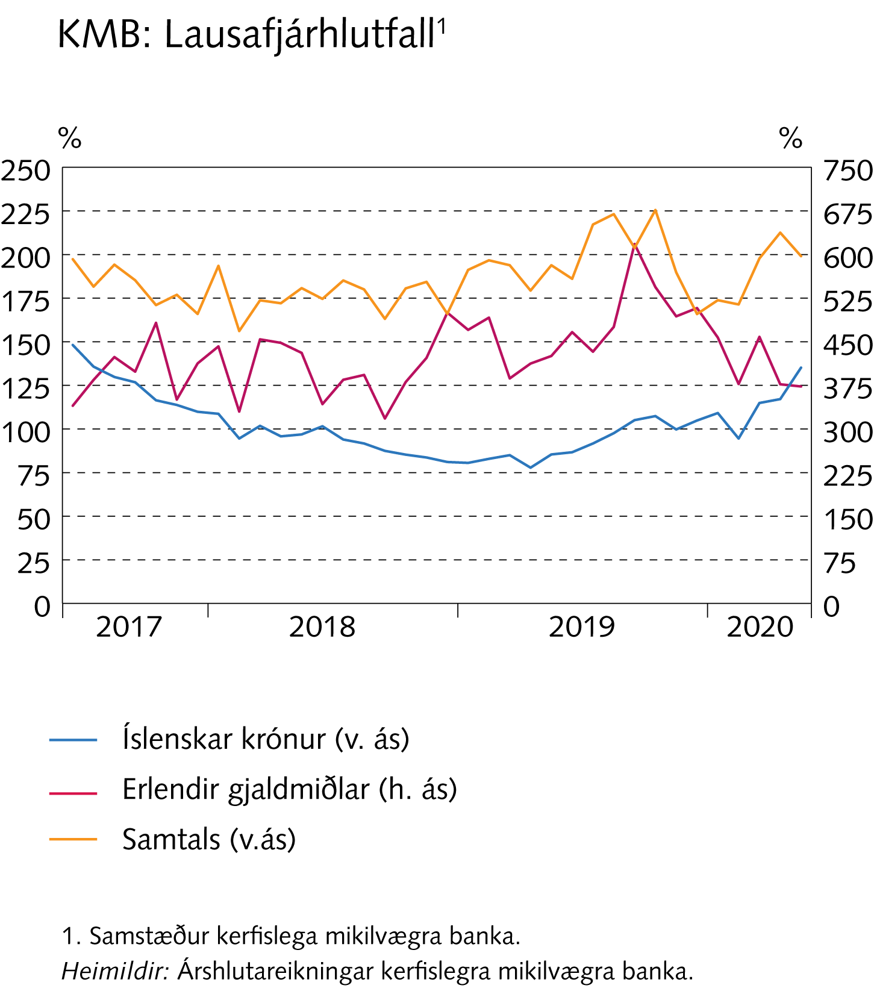 KMB: Lausafjárhlutfall¹
% %
250 750
225 675
200 600
175 525
150 450
125 375
100 300
75 225
50 150
25 75
0 0
2017 2018 2019 2020
Íslenskar krónur (v. ás)
Erlendir gjaldmiðlar (h. ás)
Samtals (v.ás)
1. Samstæður kerfislega mikilvægra banka.
Heimildir: Árshlutareikningar kerfislegra mikilvægra banka.